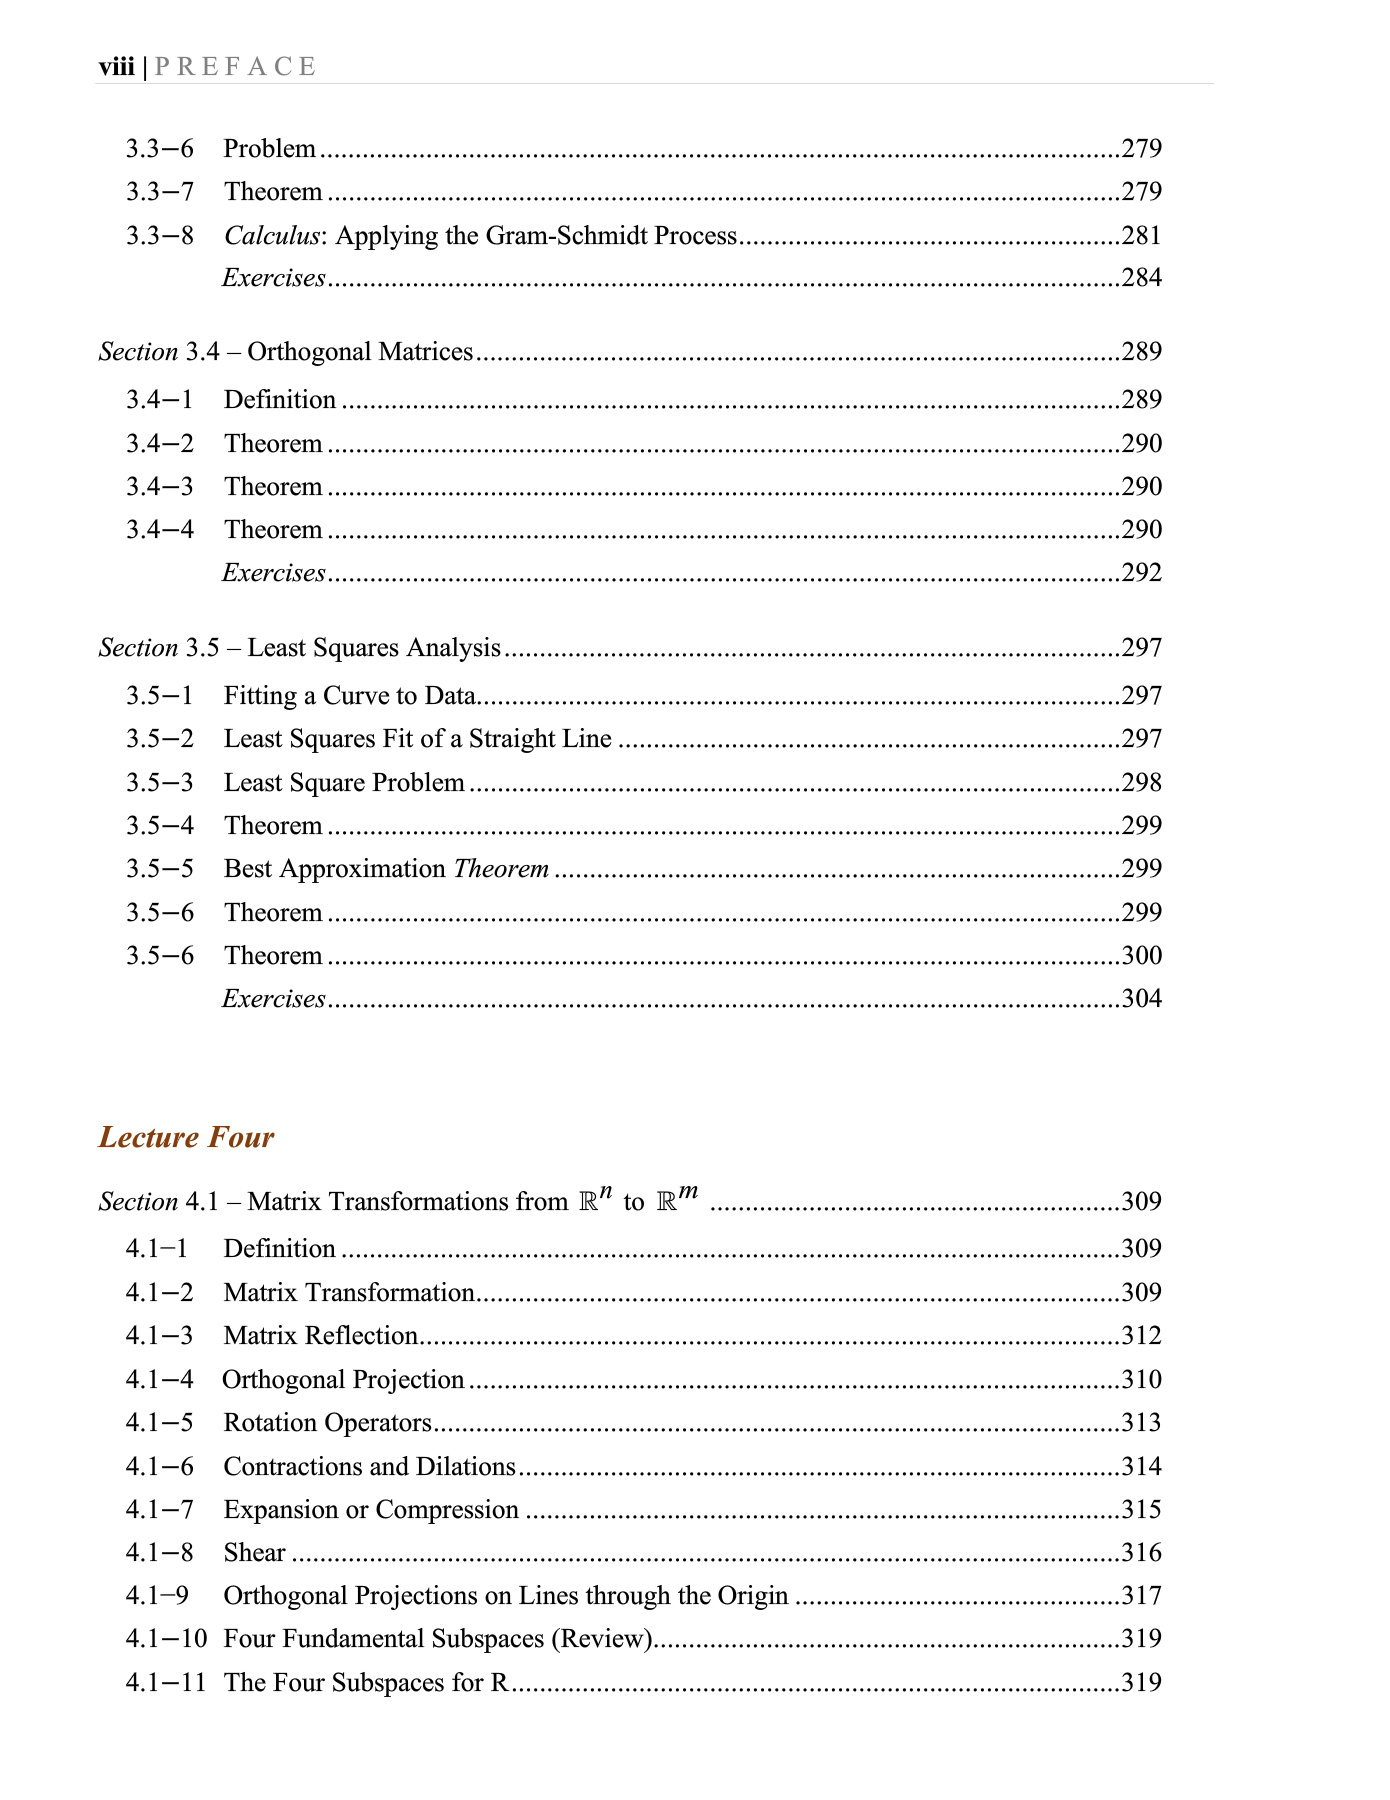 viii | P R E F A C E
3.3−6 Problem ........279
3.3−7 Theorem ........279
3.3−8 Calculus: Applying the Gram-Schmidt Process........281
Exercises........284
Section 3.4 – Orthogonal Matrices........289
3.4−1 Definition ........289
3.4−2 Theorem ........290
3.4−3 Theorem ........290
3.4−4 Theorem ........290
Exercises........292
Section 3.5 – Least Squares Analysis........297
3.5−1 Fitting a Curve to Data........297
3.5−2 Least Squares Fit of a Straight Line ........297
3.5−3 Least Square Problem ........298
3.5−4 Theorem ........299
3.5−5 Best Approximation Theorem ........299
3.5−6 Theorem ........299
3.5−6 Theorem ........300
Exercises........304
Lecture Four
Section 4.1 – Matrix Transformations from ℝⁿ to ℝᵐ ........309
4.1−1 Definition ........309
4.1−2 Matrix Transformation........309
4.1−3 Matrix Reflection........312
4.1−4 Orthogonal Projection ........310
4.1−5 Rotation Operators........313
4.1−6 Contractions and Dilations........314
4.1−7 Expansion or Compression ........315
4.1−8 Shear ........316
4.1−9 Orthogonal Projections on Lines through the Origin ........317
4.1−10 Four Fundamental Subspaces (Review)........319
4.1−11 The Four Subspaces for R........319